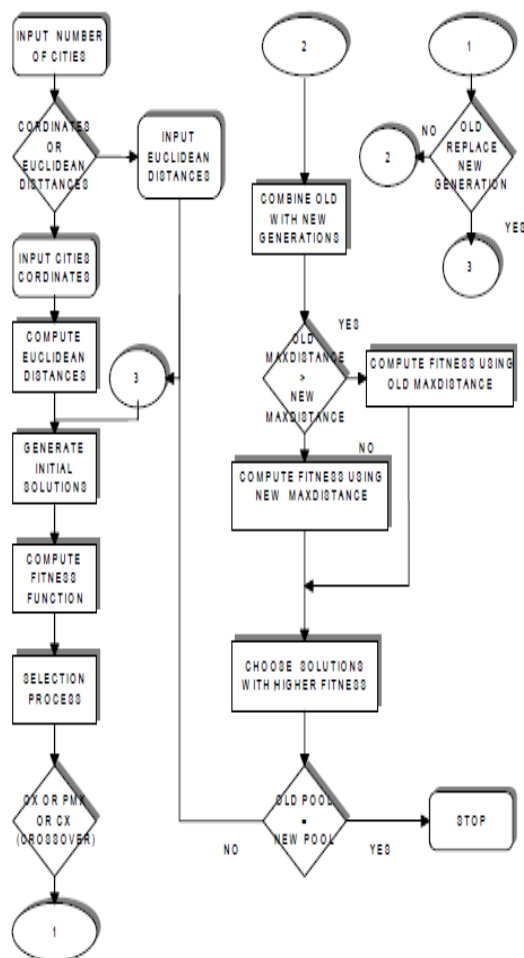 INPUT NUMBER
OF CITIES
CORDINATES
OR
EUCLIDEAN
DISTTANCES
INPUT
EUCLIDEAN
DISTANCES
INPUT CITIES
CORDINATES
COMPUTE
EUCLIDEAN
DISTANCES
3
GENERATE
INITIAL
SOLUTIONS
COMPUTE
FITNESS
FUNCTION
SELECTION
PROCESS
OX OR PMX
OR CX
(CROSSOVER)
1
2
COMBINE OLD
WITH NEW
GENERATIONS
OLD
MAXDISTANCE
>
NEW
MAXDISTANCE
YES
COMPUTE FITNESS USING
OLD MAXDISTANCE
NO
COMPUTE FITNESS USING
NEW MAXDISTANCE
CHOOSE SOLUTIONS
WITH HIGHER FITNESS
OLD POOL
=
NEW POOL
NO
YES
STOP
1
OLD
REPLACE
NEW
GENERATION
NO
2
YES
3